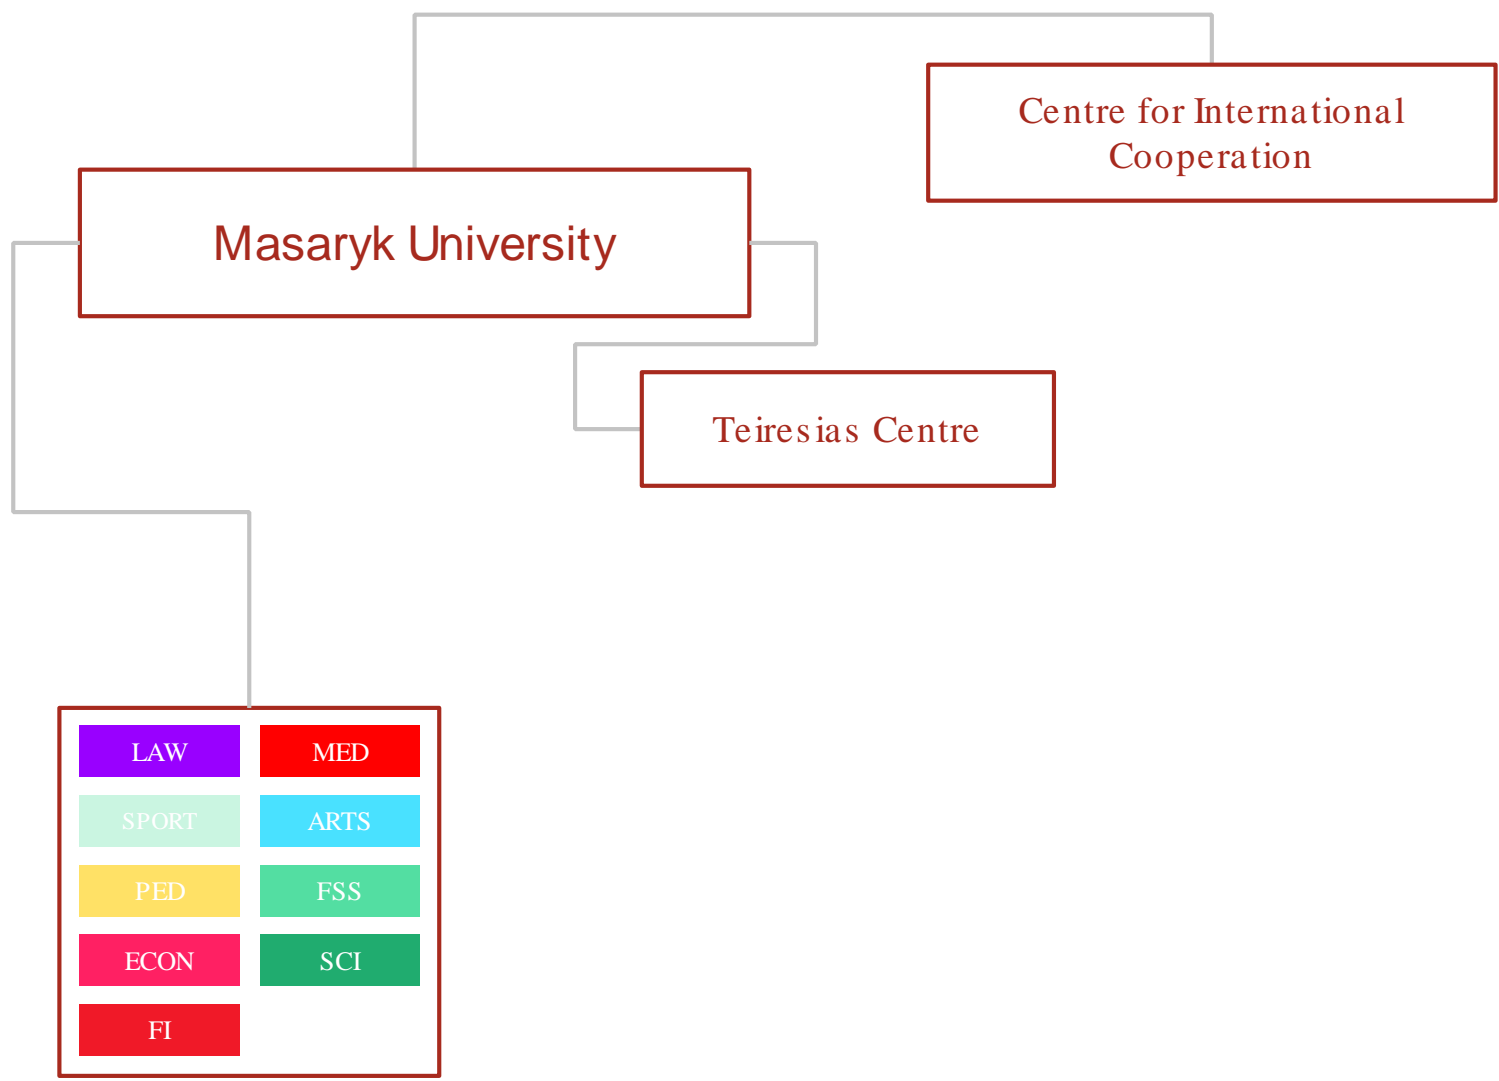 Centre for International
Cooperation
Masaryk University
Teiresias Centre
LAW
MED
SPORT
ARTS
PED
FSS
ECON
SCI
FI